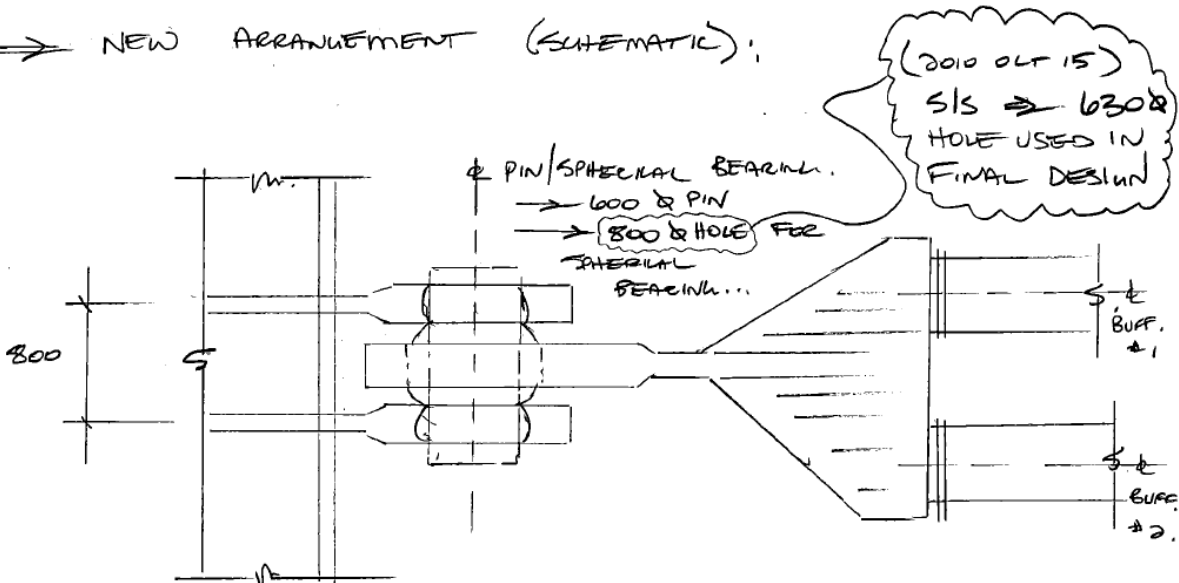 NEW ARRANGEMENT (SCHEMATIC):
(2010 OCT 15)
S/S ⇒ 630 Ø
HOLE USED IN
FINAL DESIGN
℄ PIN/SPHERICAL BEARING.
→ 600 Ø PIN
→ 800 Ø HOLE FOR
SPHERICAL
BEARING...
800
℄
BUFF.
#1
℄
BUFF.
#2.